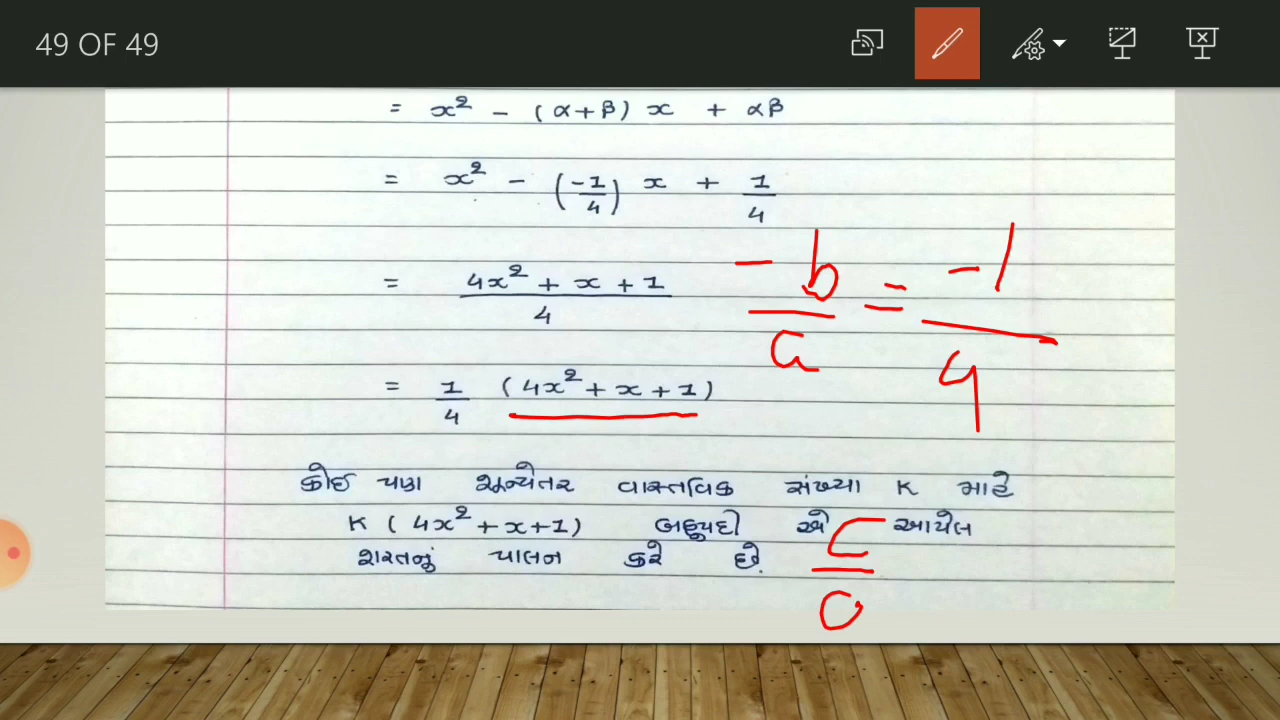 49 OF 49
= x² - (α+β) x + αβ
= x² - (-1/4) x + 1/4
= 4x² + x + 1 / 4
-b/a = -1/4
= 1/4 (4x² + x + 1)
કોઈ પણ શૂન્યેતર વાસ્તવિક સંખ્યા K માટે
K (4x² + x + 1) બહુપદી એ આપેલ
શરતનું પાલન કરે છે.
c/a